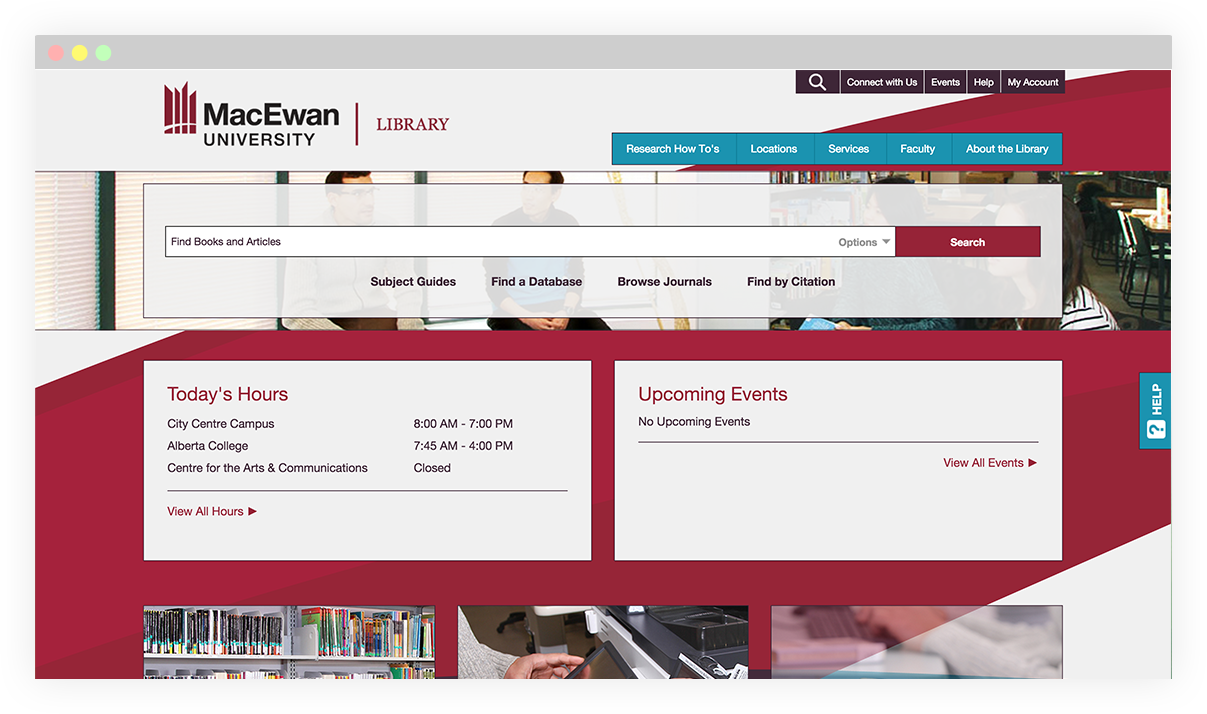 Connect with Us Events Help My Account
MacEwan
UNIVERSITY
LIBRARY
Research How To's Locations Services Faculty About the Library
Find Books and Articles Options Search
Subject Guides Find a Database Browse Journals Find by Citation
Today's Hours
City Centre Campus 8:00 AM - 7:00 PM
Alberta College 7:45 AM - 4:00 PM
Centre for the Arts & Communications Closed
View All Hours
Upcoming Events
No Upcoming Events
View All Events
? HELP